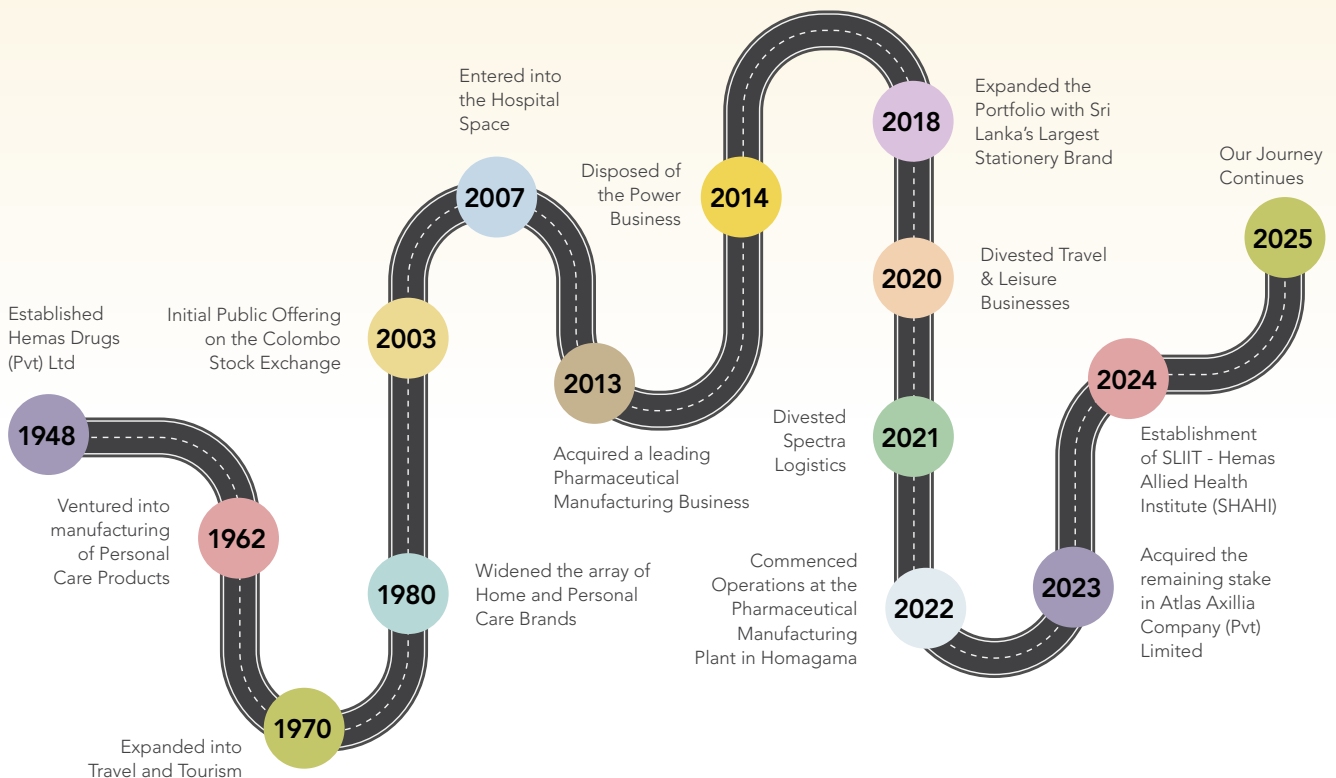 1948
Established
Hemas Drugs
(Pvt) Ltd
1962
Ventured into
manufacturing
of Personal
Care Products
1970
Expanded into
Travel and Tourism
1980
Widened the array of
Home and Personal
Care Brands
2003
Initial Public Offering
on the Colombo
Stock Exchange
2007
Entered into
the Hospital
Space
2013
Acquired a leading
Pharmaceutical
Manufacturing Business
2014
Disposed of
the Power
Business
2018
Expanded the
Portfolio with Sri
Lanka’s Largest
Stationery Brand
2020
Divested Travel
& Leisure
Businesses
2021
Divested
Spectra
Logistics
2022
Commenced
Operations at the
Pharmaceutical
Manufacturing
Plant in Homagama
2023
Acquired the
remaining stake
in Atlas Axillia
Company (Pvt)
Limited
2024
Establishment
of SLIIT - Hemas
Allied Health
Institute (SHAHI)
2025
Our Journey
Continues